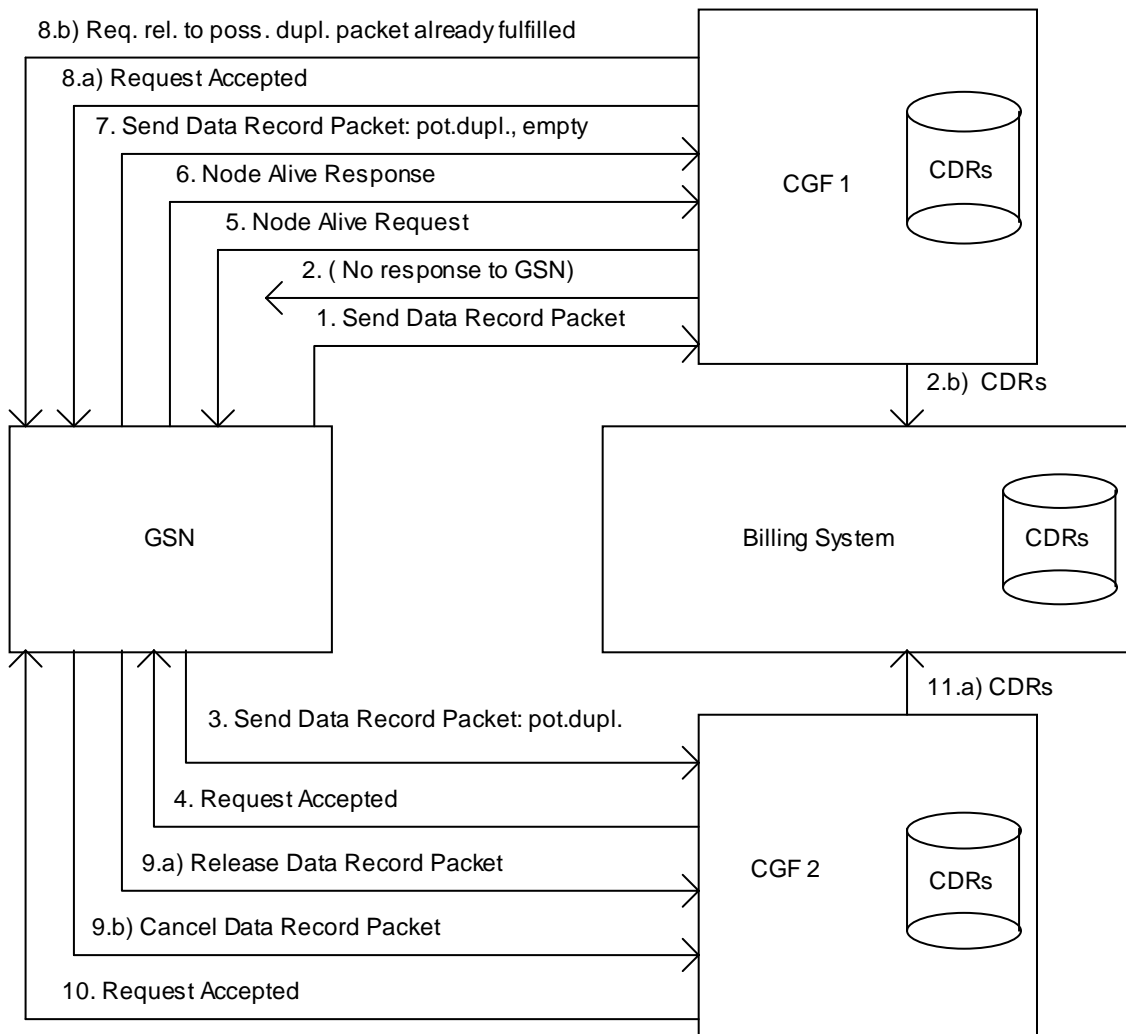 8.b) Req. rel. to poss. dupl. packet already fulfilled
8.a) Request Accepted
7. Send Data Record Packet: pot.dupl., empty
6. Node Alive Response
5. Node Alive Request
2. ( No response to GSN)
1. Send Data Record Packet
CGF 1
CDRs
2.b) CDRs
GSN
Billing System
CDRs
11.a) CDRs
3. Send Data Record Packet: pot.dupl.
4. Request Accepted
9.a) Release Data Record Packet
9.b) Cancel Data Record Packet
10. Request Accepted
CGF 2
CDRs